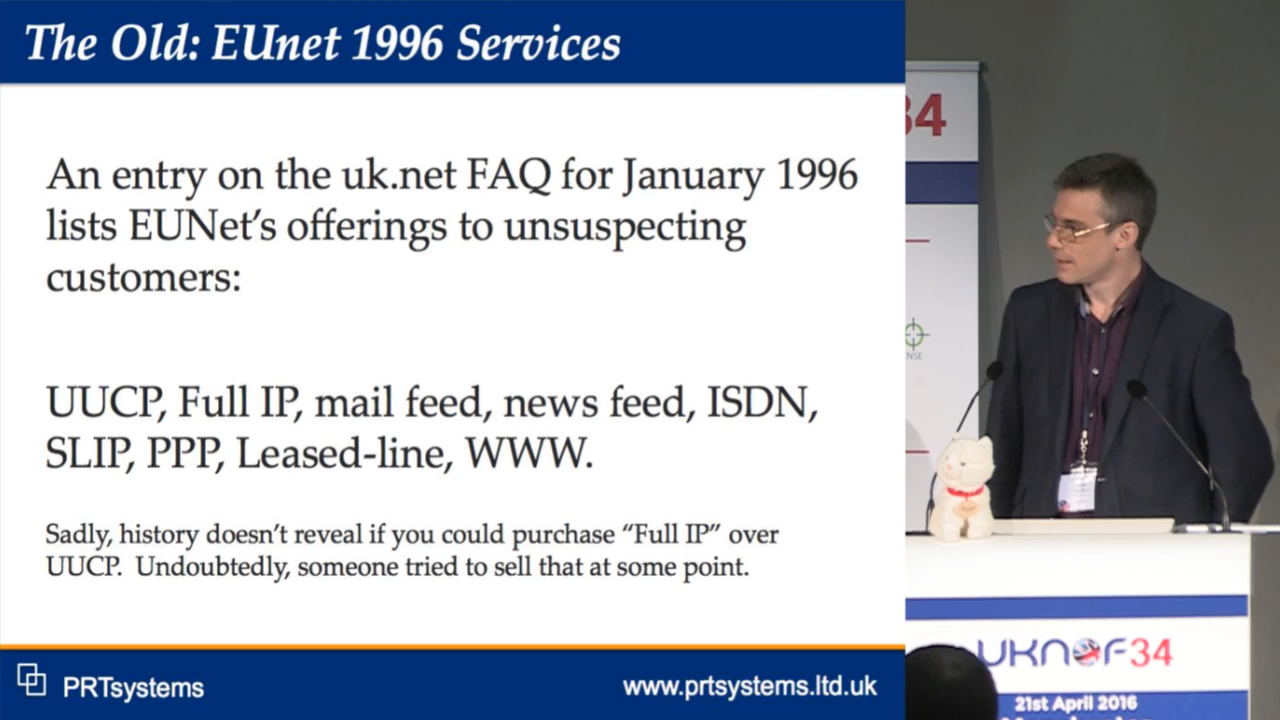 The Old: EUnet 1996 Services
An entry on the uk.net FAQ for January 1996
lists EUNet's offerings to unsuspecting
customers:
UUCP, Full IP, mail feed, news feed, ISDN,
SLIP, PPP, Leased-line, WWW.
Sadly, history doesn't reveal if you could purchase “Full IP” over
UUCP. Undoubtedly, someone tried to sell that at some point.
PRTsystems
www.prtsystems.ltd.uk
34
NSE
UKNOF34
21st April 2016